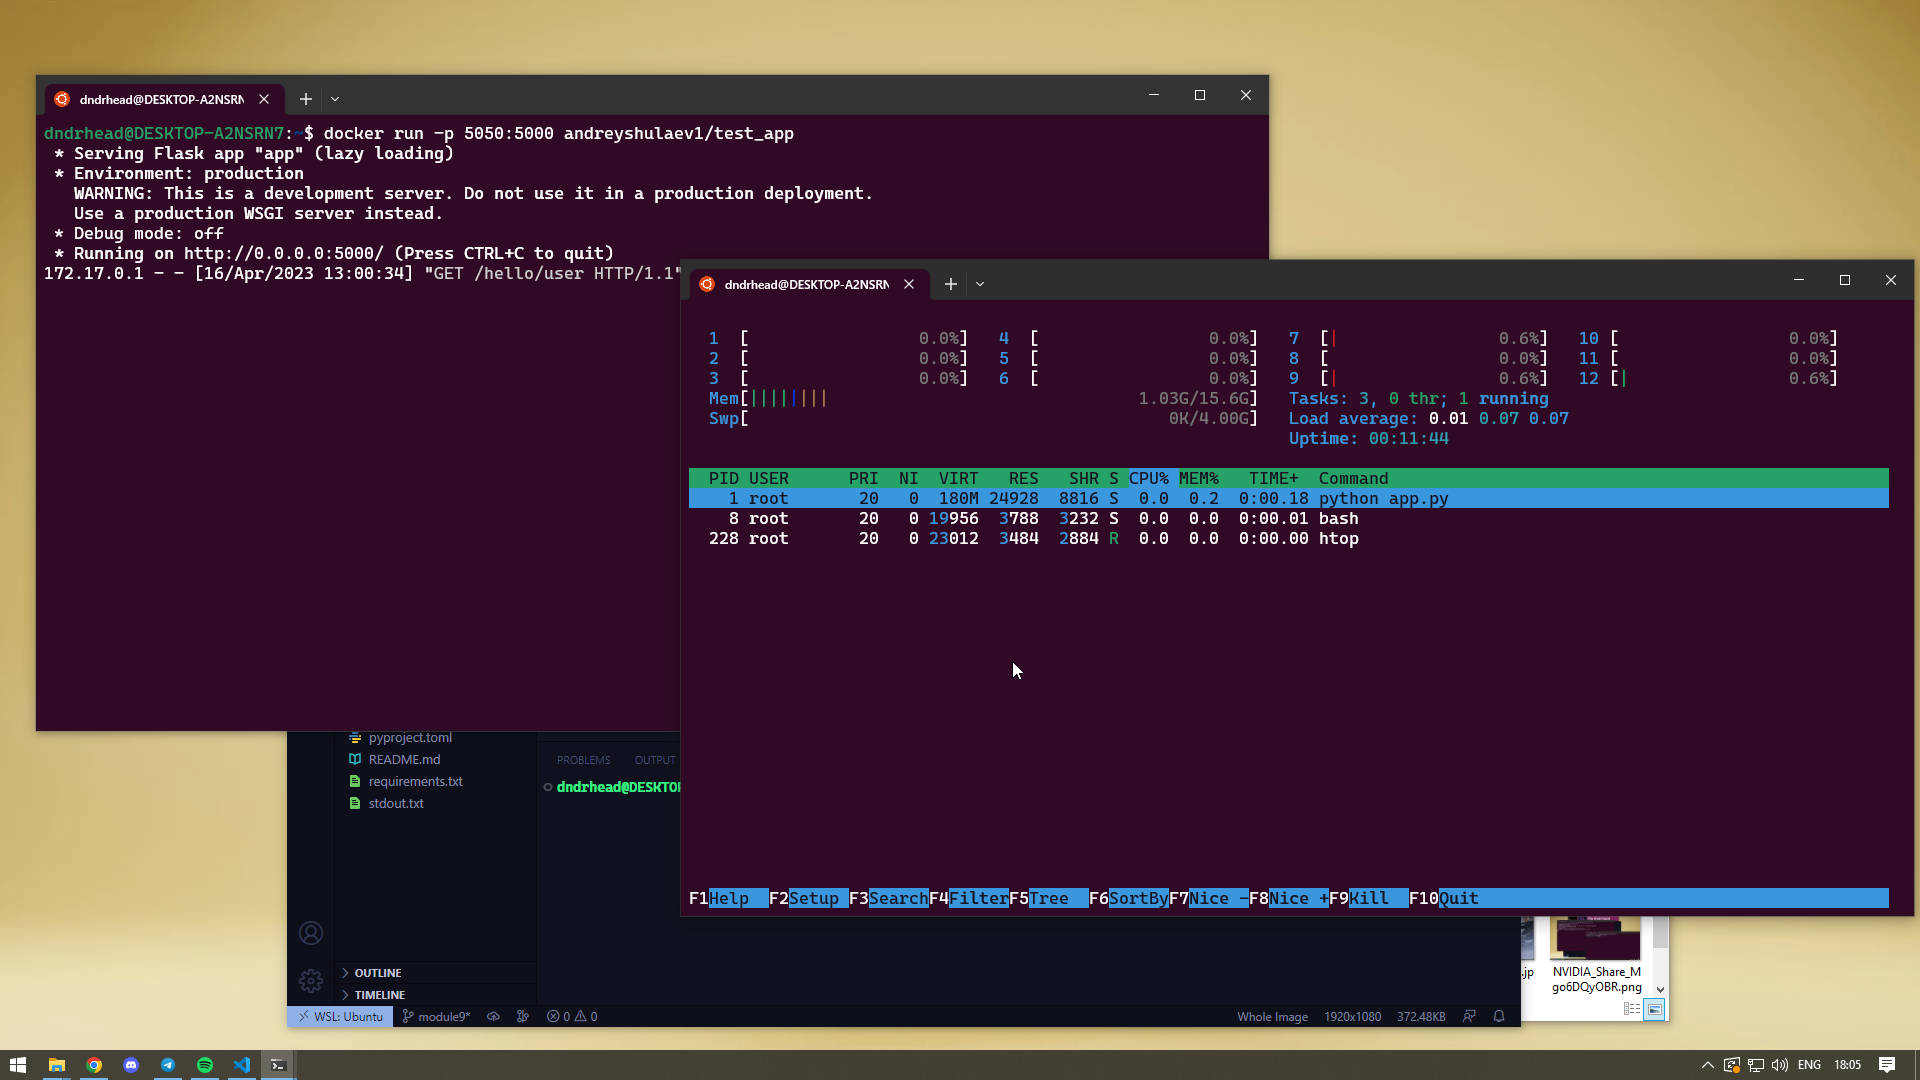 dndrhead@DESKTOP-A2NSRN
dndrhead@DESKTOP-A2NSRN7:~$ docker run -p 5050:5000 andreyshulaev1/test_app
* Serving Flask app "app" (lazy loading)
* Environment: production
WARNING: This is a development server. Do not use it in a production deployment.
Use a production WSGI server instead.
* Debug mode: off
* Running on http://0.0.0.0:5000/ (Press CTRL+C to quit)
172.17.0.1 - - [16/Apr/2023 13:00:34] "GET /hello/user HTTP/1.1"
dndrhead@DESKTOP-A2NSRN
1 [ 0.0%] 4 [ 0.0%] 7 [| 0.6%] 10 [ 0.0%]
2 [ 0.0%] 5 [ 0.0%] 8 [ 0.0%] 11 [ 0.0%]
3 [ 0.0%] 6 [ 0.0%] 9 [| 0.6%] 12 [| 0.6%]
Mem[|||||||| 1.03G/15.6G] Tasks: 3, 0 thr; 1 running
Swp[ 0K/4.00G] Load average: 0.01 0.07 0.07
Uptime: 00:11:44
PID USER PRI NI VIRT RES SHR S CPU% MEM% TIME+ Command
1 root 20 0 180M 24928 8816 S 0.0 0.2 0:00.18 python app.py
8 root 20 0 19956 3788 3232 S 0.0 0.0 0:00.01 bash
228 root 20 0 23012 3484 2884 R 0.0 0.0 0:00.00 htop
F1Help F2Setup F3SearchF4FilterF5Tree F6SortByF7Nice -F8Nice +F9Kill F10Quit
pyproject.toml
README.md
requirements.txt
stdout.txt
OUTLINE
TIMELINE
PROBLEMS OUTPUT
dndrhead@DESKTO
WSL: Ubuntu module9* 0 0 Whole Image 1920x1080 372.48KB
.jp
NVIDIA_Share_M
go6DQyOBR.png
ENG 18:05